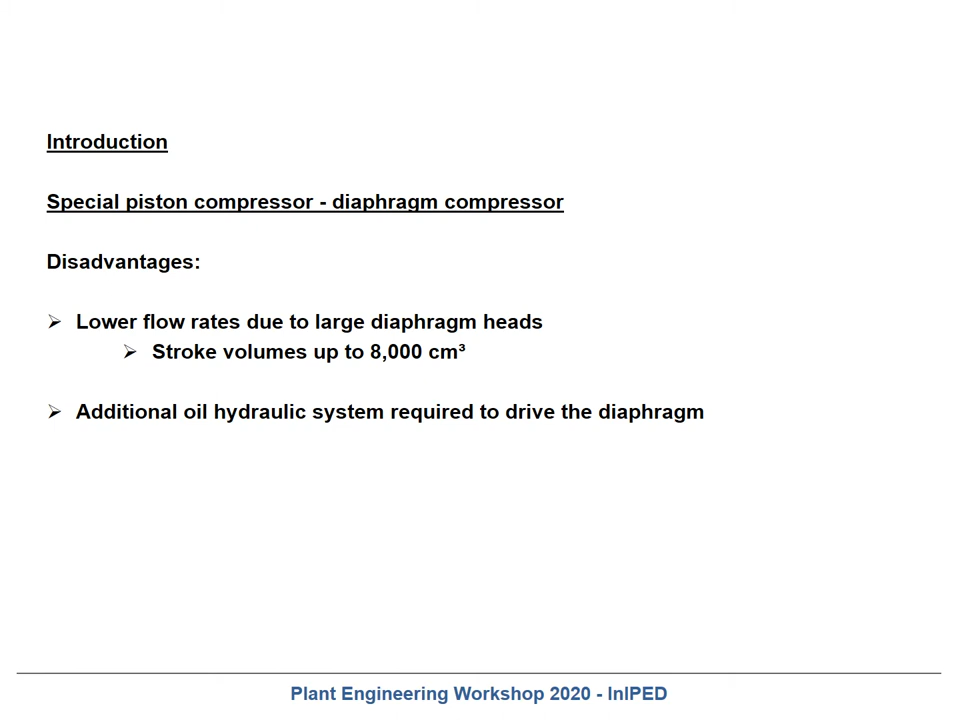 Introduction
Special piston compressor - diaphragm compressor
Disadvantages:
➢ Lower flow rates due to large diaphragm heads
➢ Stroke volumes up to 8,000 cm³
➢ Additional oil hydraulic system required to drive the diaphragm
Plant Engineering Workshop 2020 - InIPED